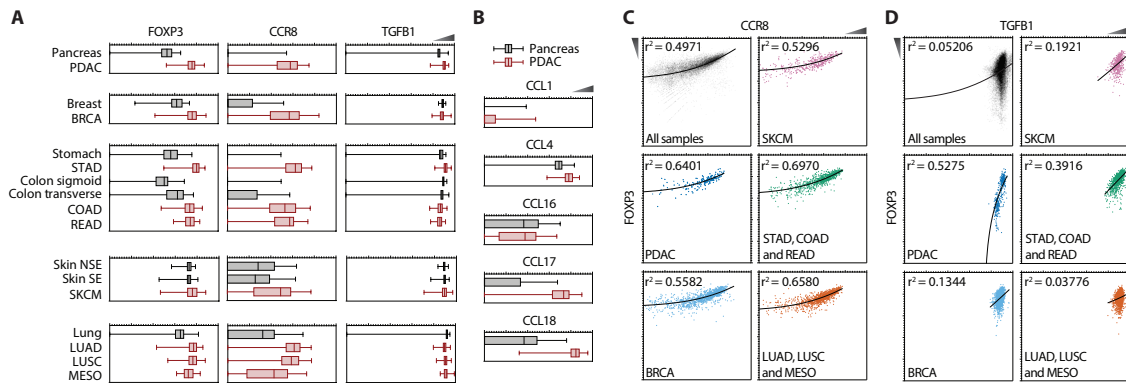 A
FOXP3
CCR8
TGFB1
Pancreas
PDAC
Breast
BRCA
Stomach
STAD
Colon sigmoid
Colon transverse
COAD
READ
Skin NSE
Skin SE
SKCM
Lung
LUAD
LUSC
MESO
B
Pancreas
PDAC
CCL1
CCL4
CCL16
CCL17
CCL18
C
CCR8
FOXP3
r² = 0.4971
All samples
r² = 0.5296
SKCM
r² = 0.6401
PDAC
r² = 0.6970
STAD, COAD
and READ
r² = 0.5582
BRCA
r² = 0.6580
LUAD, LUSC
and MESO
D
TGFB1
FOXP3
r² = 0.05206
All samples
r² = 0.1921
SKCM
r² = 0.5275
PDAC
r² = 0.3916
STAD, COAD
and READ
r² = 0.1344
BRCA
r² = 0.03776
LUAD, LUSC
and MESO